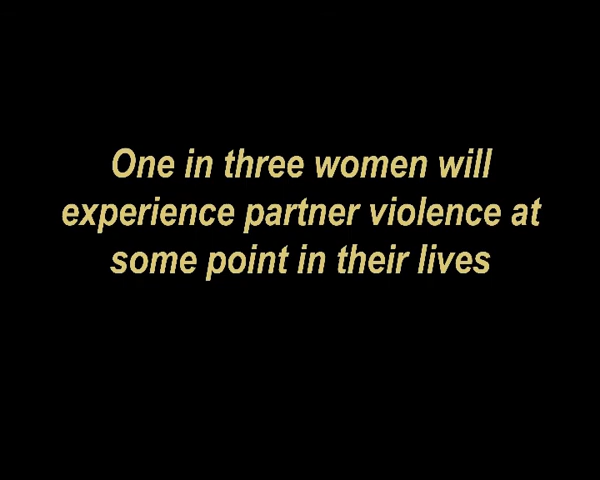 One in three women will
experience partner violence at
some point in their lives